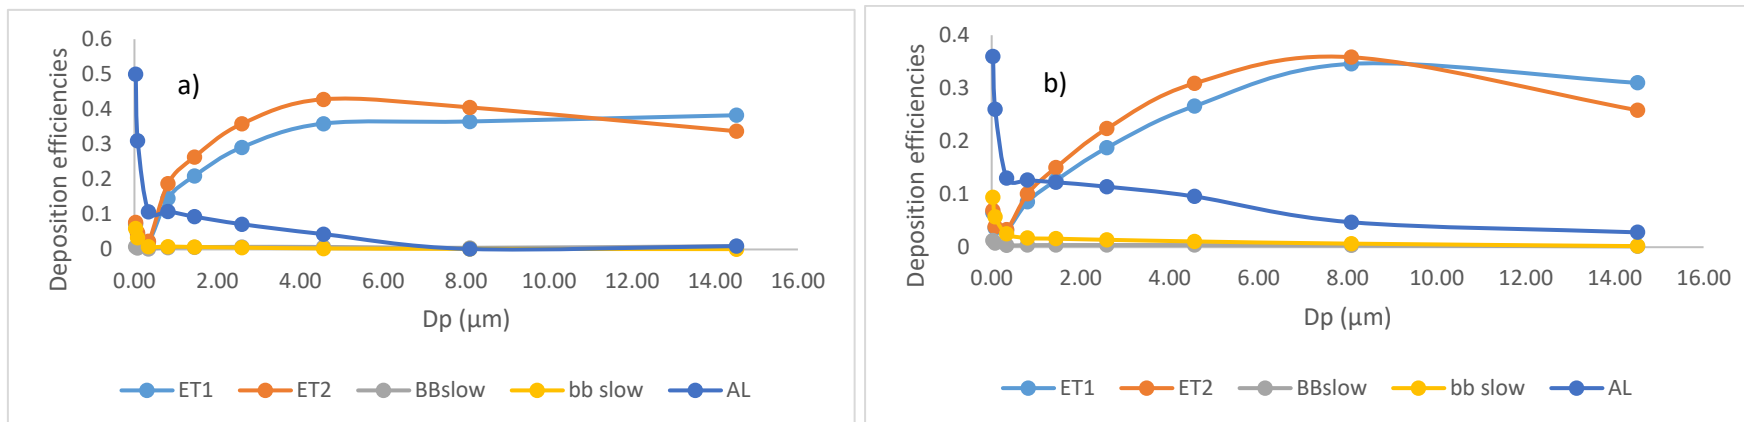 Deposition efficiencies
0.6
0.5
0.4
0.3
0.2
0.1
0
a)
0.00 2.00 4.00 6.00 8.00 10.00 12.00 14.00 16.00
Dp (μm)
ET1 ET2 BBslow bb slow AL
Deposition efficiencies
0.4
0.3
0.2
0.1
0
b)
0.00 2.00 4.00 6.00 8.00 10.00 12.00 14.00 16.00
Dp (μm)
ET1 ET2 BBslow bb slow AL